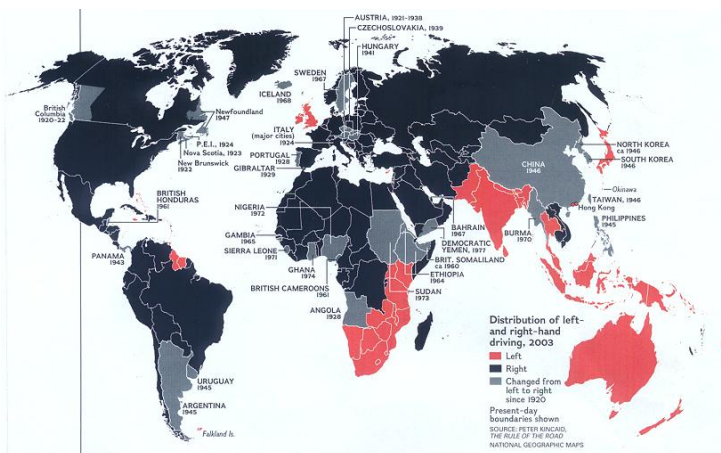 AUSTRIA, 1921-1938
CZECHOSLOVAKIA, 1939
HUNGARY
1941
SWEDEN
1967
ICELAND
1968
British
Columbia
1920-22
Newfoundland
1947
P.E.I., 1924
Nova Scotia, 1923
New Brunswick
1922
ITALY
(major cities)
1924
PORTUGAL
1928
GIBRALTAR
1929
NORTH KOREA
ca 1946
SOUTH KOREA
1946
CHINA
1946
Okinawa
TAIWAN, 1946
Hong Kong
PHILIPPINES
1945
BRITISH
HONDURAS
1961
NIGERIA
1972
GAMBIA
1965
SIERRA LEONE
1971
GHANA
1974
BRITISH CAMEROONS
1961
ANGOLA
1928
BAHRAIN
1967
BURMA
1970
DEMOCRATIC
YEMEN, 1977
BRIT. SOMALILAND
ca 1960
ETHIOPIA
1964
SUDAN
1973
PANAMA
1943
URUGUAY
1945
ARGENTINA
1945
Falkland Is.
Distribution of left-
and right-hand
driving, 2003
Left
Right
Changed from
left to right
since 1920
Present-day
boundaries shown
SOURCE: PETER KINCAID,
THE RULE OF THE ROAD
NATIONAL GEOGRAPHIC MAPS